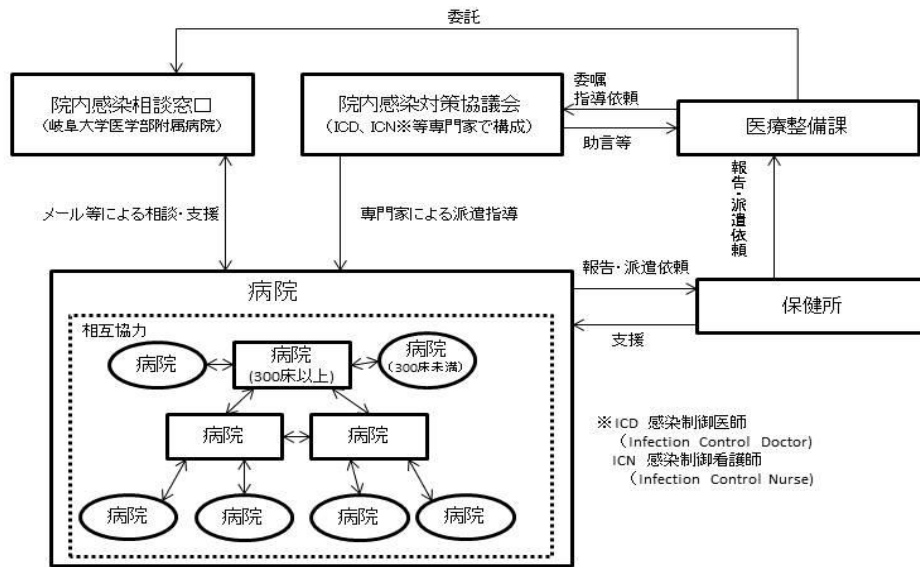 委託
院内感染相談窓口
（岐阜大学医学部附属病院）
院内感染対策協議会
（ICD、ICN※等専門家で構成）
委嘱
指導依頼
助言等
医療整備課
メール等による相談・支援
専門家による派遣指導
報告・派遣依頼
病院
報告・派遣依頼
保健所
支援
相互協力
病院
病院
(300床以上)
病院
（300床未満）
病院
病院
病院
病院
病院
病院
※ICD 感染制御医師
（Infection Control Doctor)
ICN 感染制御看護師
（Infection Control Nurse）